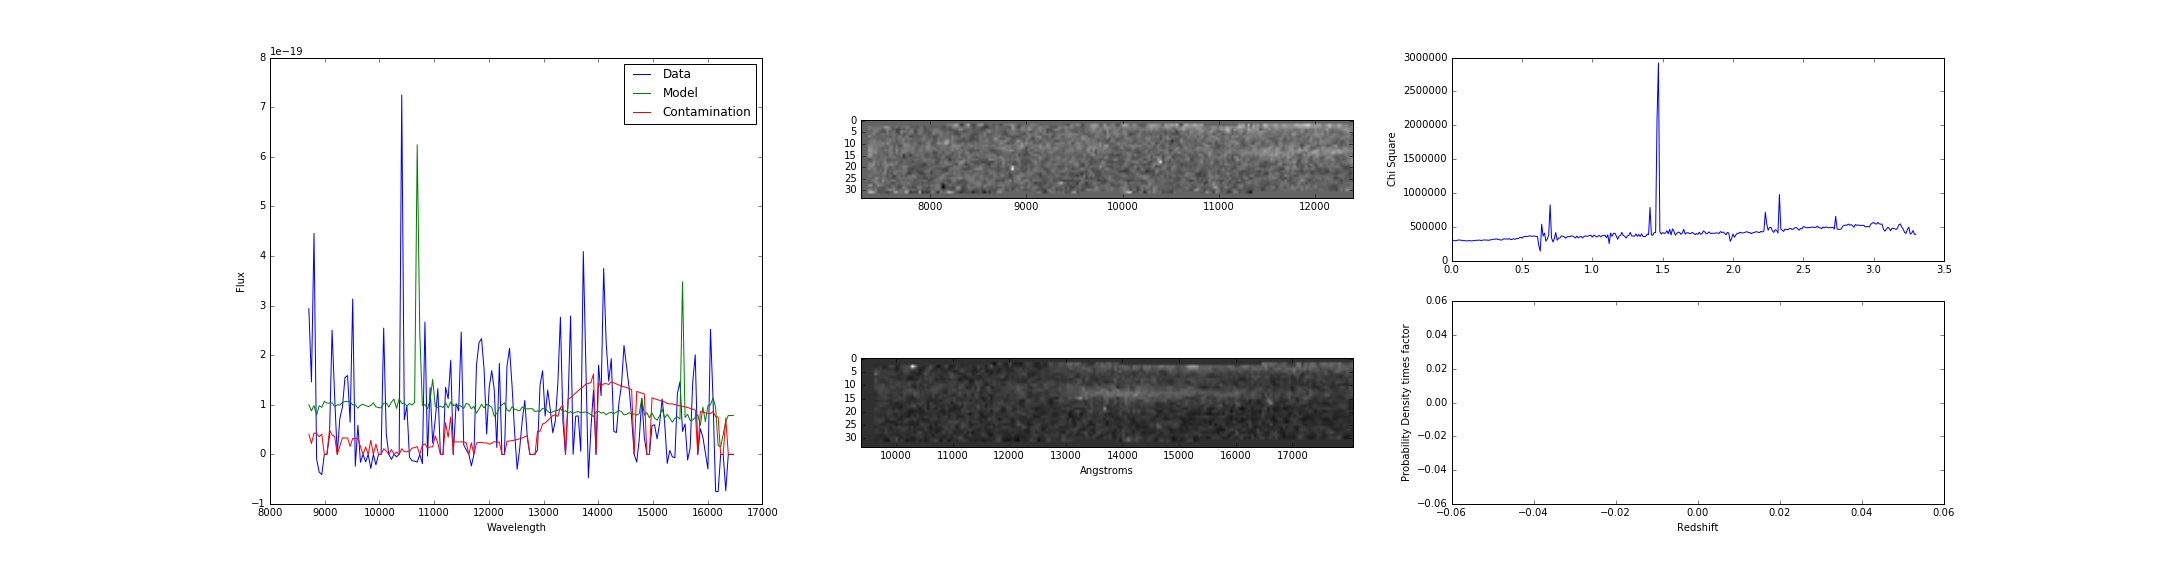 1e−19
8
7
6
5
4
3
2
1
0
−1
Flux
8000 9000 10000 11000 12000 13000 14000 15000 16000 17000
Wavelength
Data
Model
Contamination
0
5
10
15
20
25
30
8000 9000 10000 11000 12000
0
5
10
15
20
25
30
10000 11000 12000 13000 14000 15000 16000 17000
Angstroms
3000000
2500000
2000000
1500000
1000000
500000
0
Chi Square
0.0 0.5 1.0 1.5 2.0 2.5 3.0 3.5
0.06
0.04
0.02
0.00
−0.02
−0.04
−0.06
Probability Density times factor
−0.06 −0.04 −0.02 0.00 0.02 0.04 0.06
Redshift